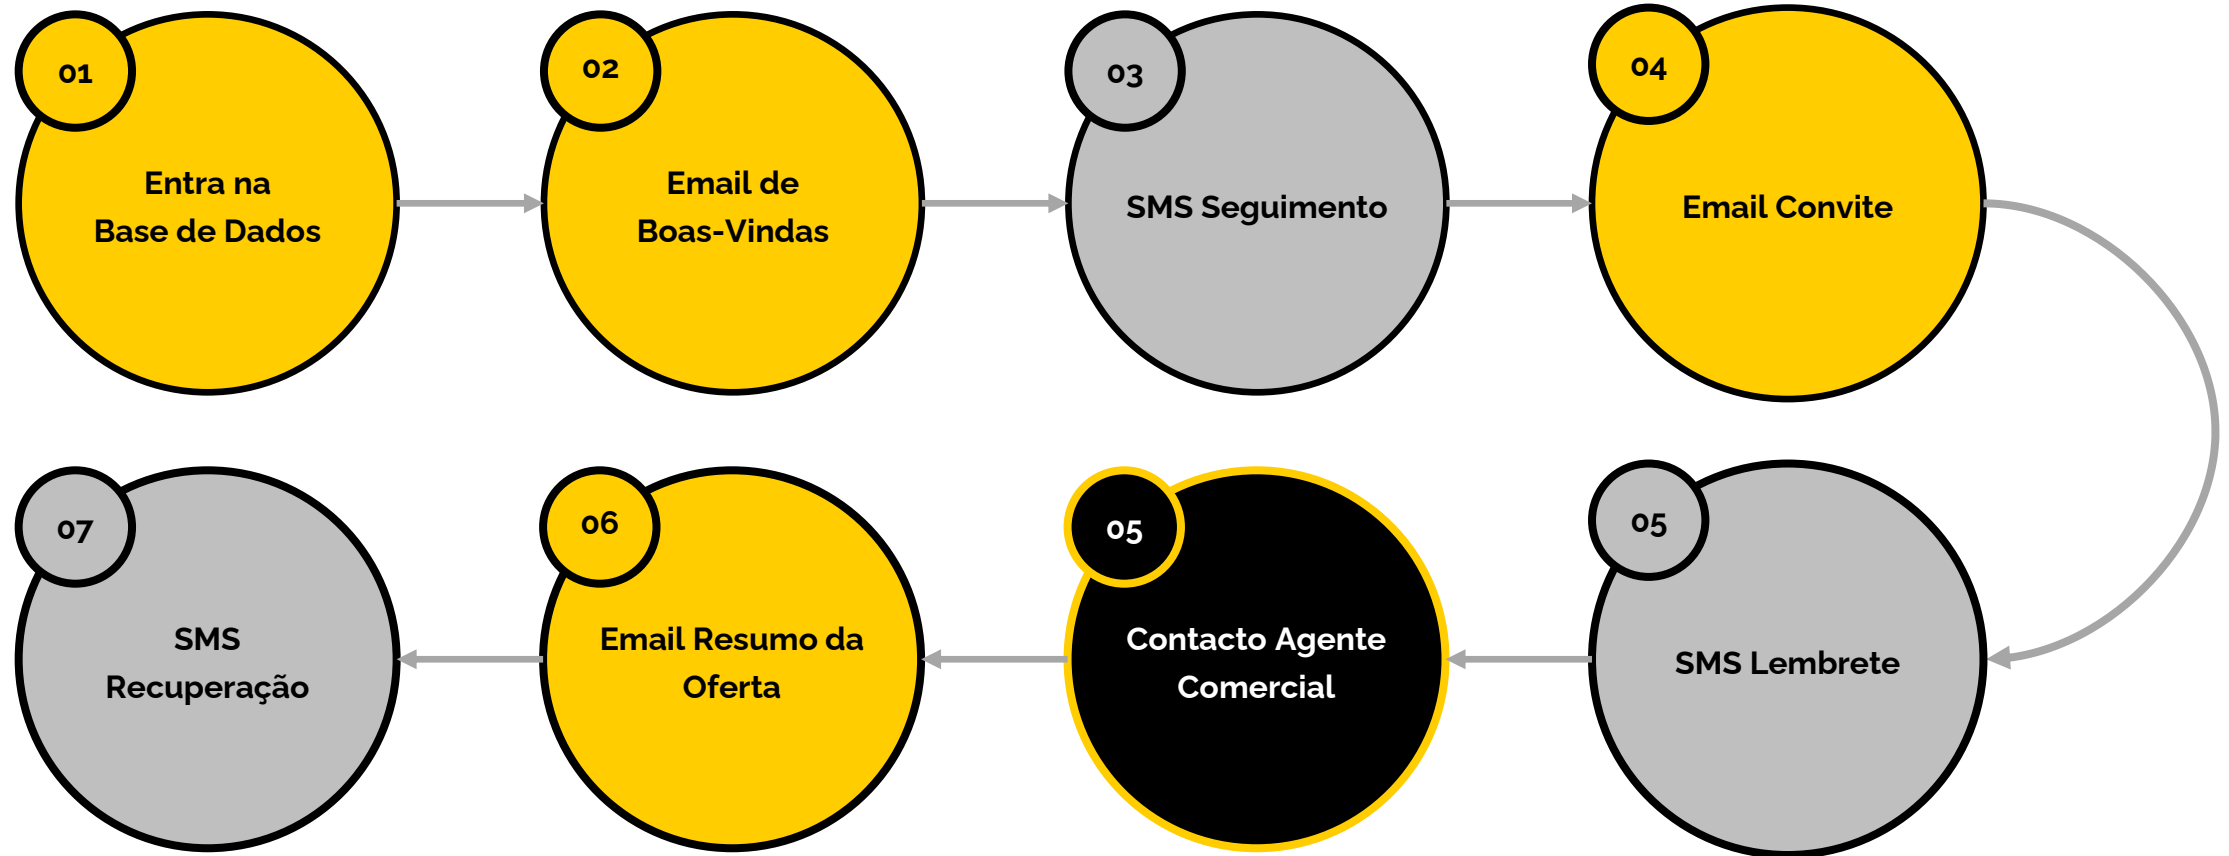 01
Entra na
Base de Dados
02
Email de
Boas-Vindas
03
SMS Seguimento
04
Email Convite
05
SMS Lembrete
05
Contacto Agente
Comercial
06
Email Resumo da
Oferta
07
SMS
Recuperação